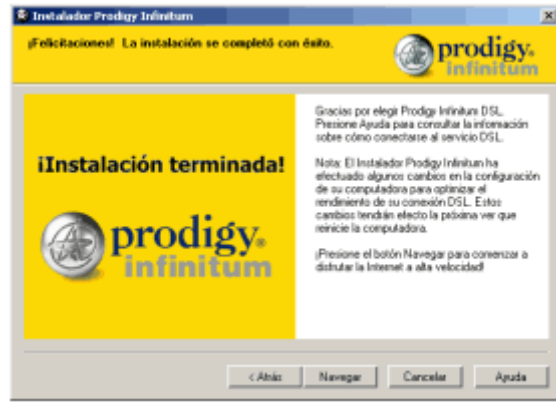 Instalador Prodigy Infinitum
¡Felicitaciones! La instalación se completó con éxito.
prodigy.
infinitum
¡Instalación terminada!
prodigy.
infinitum
Gracias por elegir Prodigy Infinitum DSL.
Presione Ayuda para consultar la información
sobre cómo conectarse al servicio DSL.
Nota: El Instalador Prodigy Infinitum ha
efectuado algunos cambios en la configuración
de su computadora para optimizar el
rendimiento de su conexión DSL. Estos
cambios tendrán efecto la próxima ver que
reinicie la computadora.
¡Presione el botón Navegar para comenzar a
disfrutar la Internet a alta velocidad!
< Atrás
Navegar
Cancelar
Ayuda